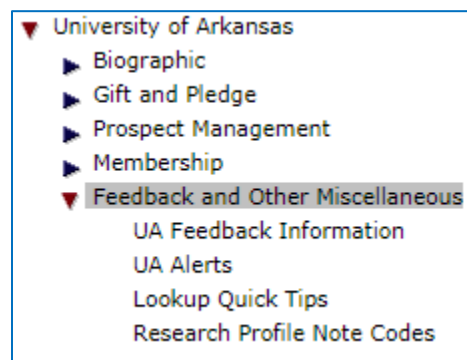 University of Arkansas
Biographic
Gift and Pledge
Prospect Management
Membership
Feedback and Other Miscellaneous
UA Feedback Information
UA Alerts
Lookup Quick Tips
Research Profile Note Codes